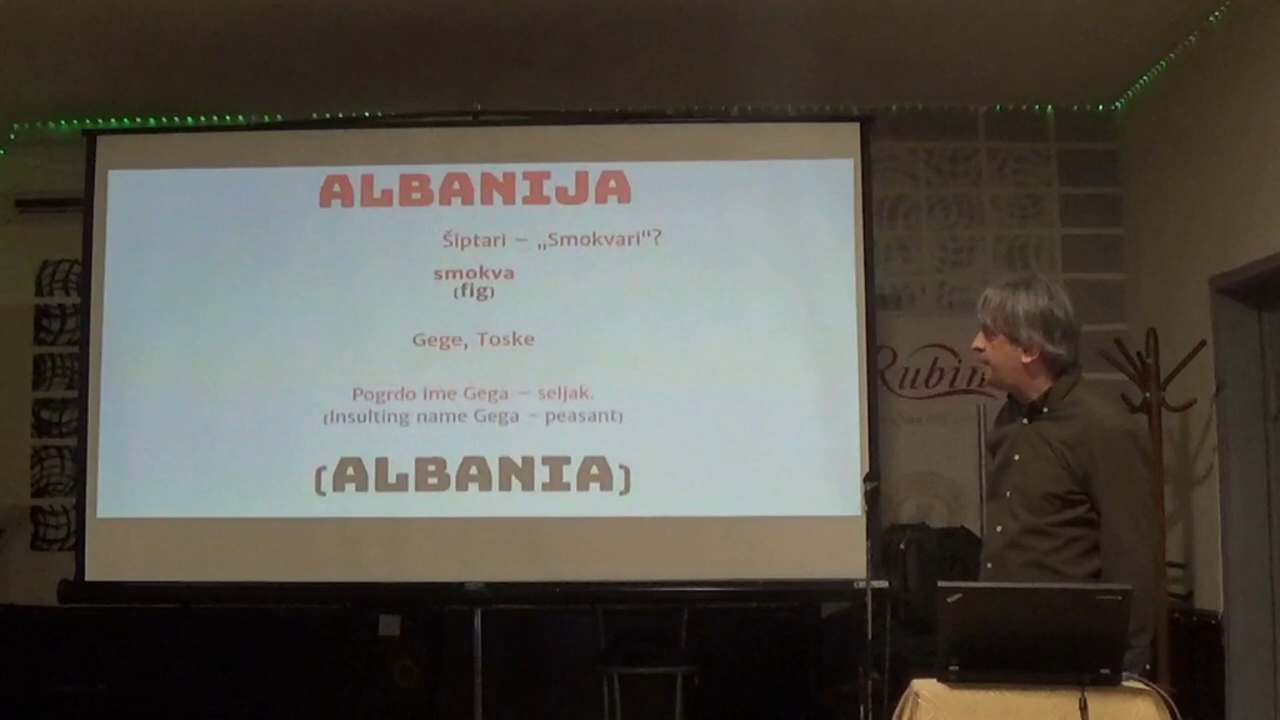 ALBANIJA
Šiptari – „Smokvari“?
smokva
(fig)
Gege, Toske
Pogrdo ime Gega – seljak.
(Insulting name Gega – peasant)
(ALBANIA)
Rubin